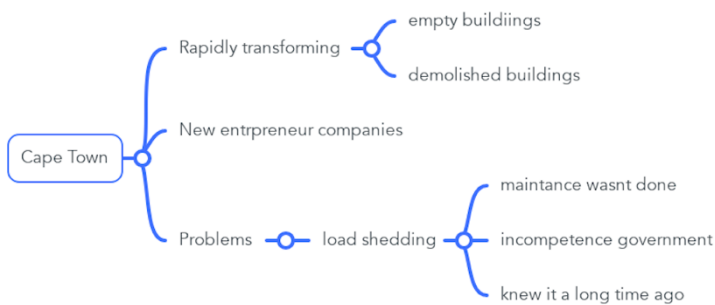 Cape Town
Rapidly transforming
empty buildiings
demolished buildings
New entrpreneur companies
Problems
load shedding
maintance wasnt done
incompetence government
knew it a long time ago